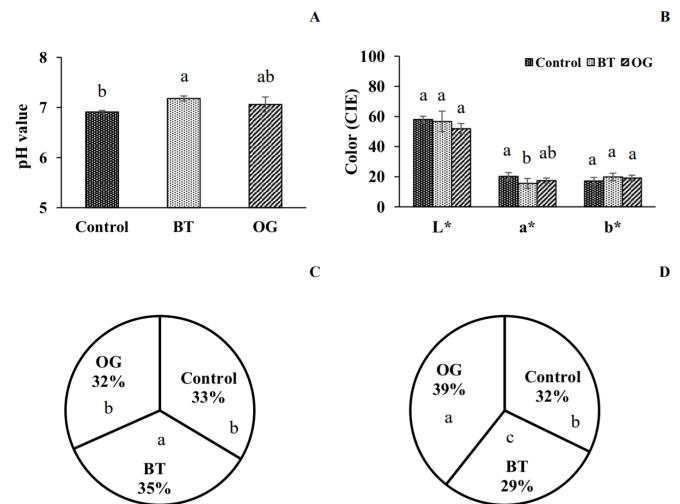 A
pH value
8
7
6
5
b
a
ab
Control
BT
OG
B
Color (CIE)
100
80
60
40
20
0
Control BT OG
a a a
a b ab
a a a
L*
a*
b*
C
OG
32%
b
Control
33%
b
a
BT
35%
D
OG
39%
a
Control
32%
b
c
BT
29%